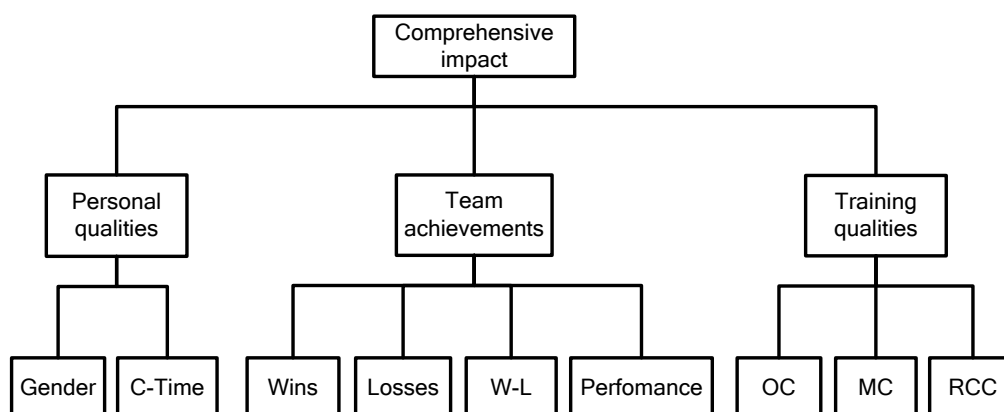 Comprehensive
impact
Personal
qualities
Team
achievements
Training
qualities
Gender
C-Time
Wins
Losses
W-L
Perfomance
OC
MC
RCC